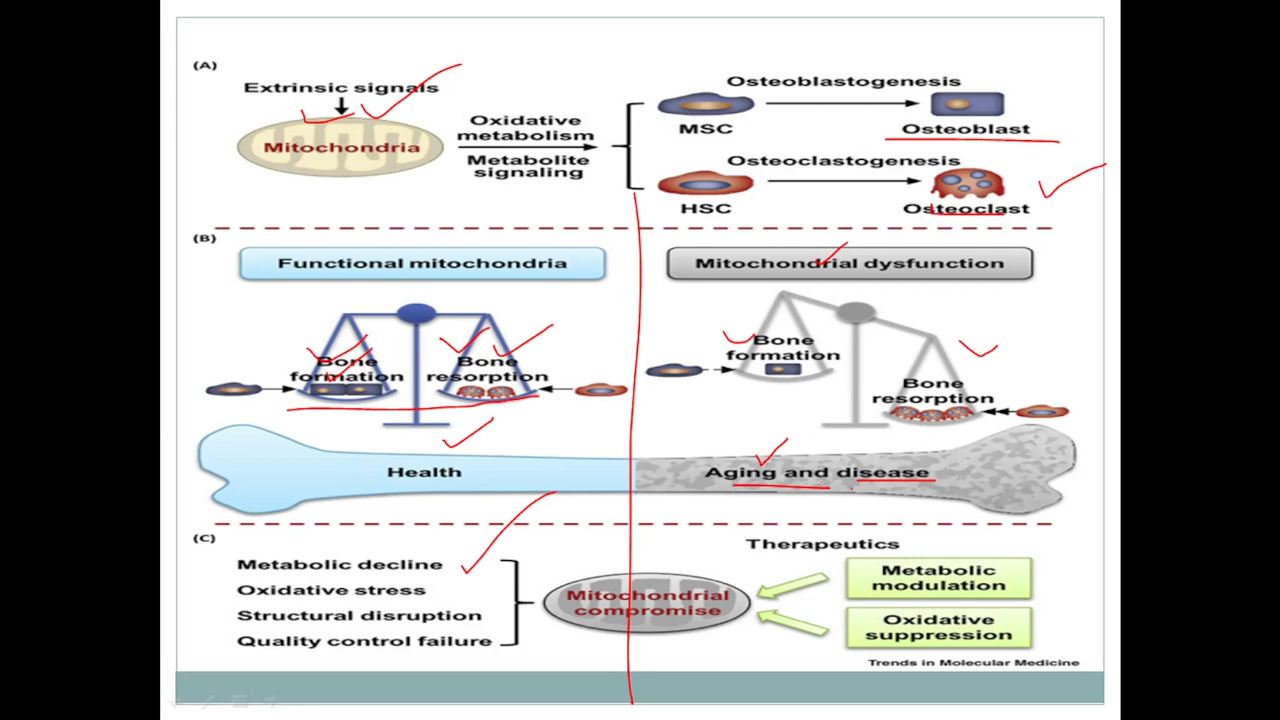 (A)
Extrinsic signals
Mitochondria
Oxidative
metabolism
Metabolite
signaling
Osteoblastogenesis
MSC
Osteoblast
Osteoclastogenesis
HSC
Osteoclast
(B)
Functional mitochondria
Mitochondrial dysfunction
Bone
formation
Bone
resorption
Bone
formation
Bone
resorption
Health
Aging and disease
(C)
Metabolic decline
Oxidative stress
Structural disruption
Quality control failure
Mitochondrial
compromise
Therapeutics
Metabolic
modulation
Oxidative
suppression
Trends in Molecular Medicine